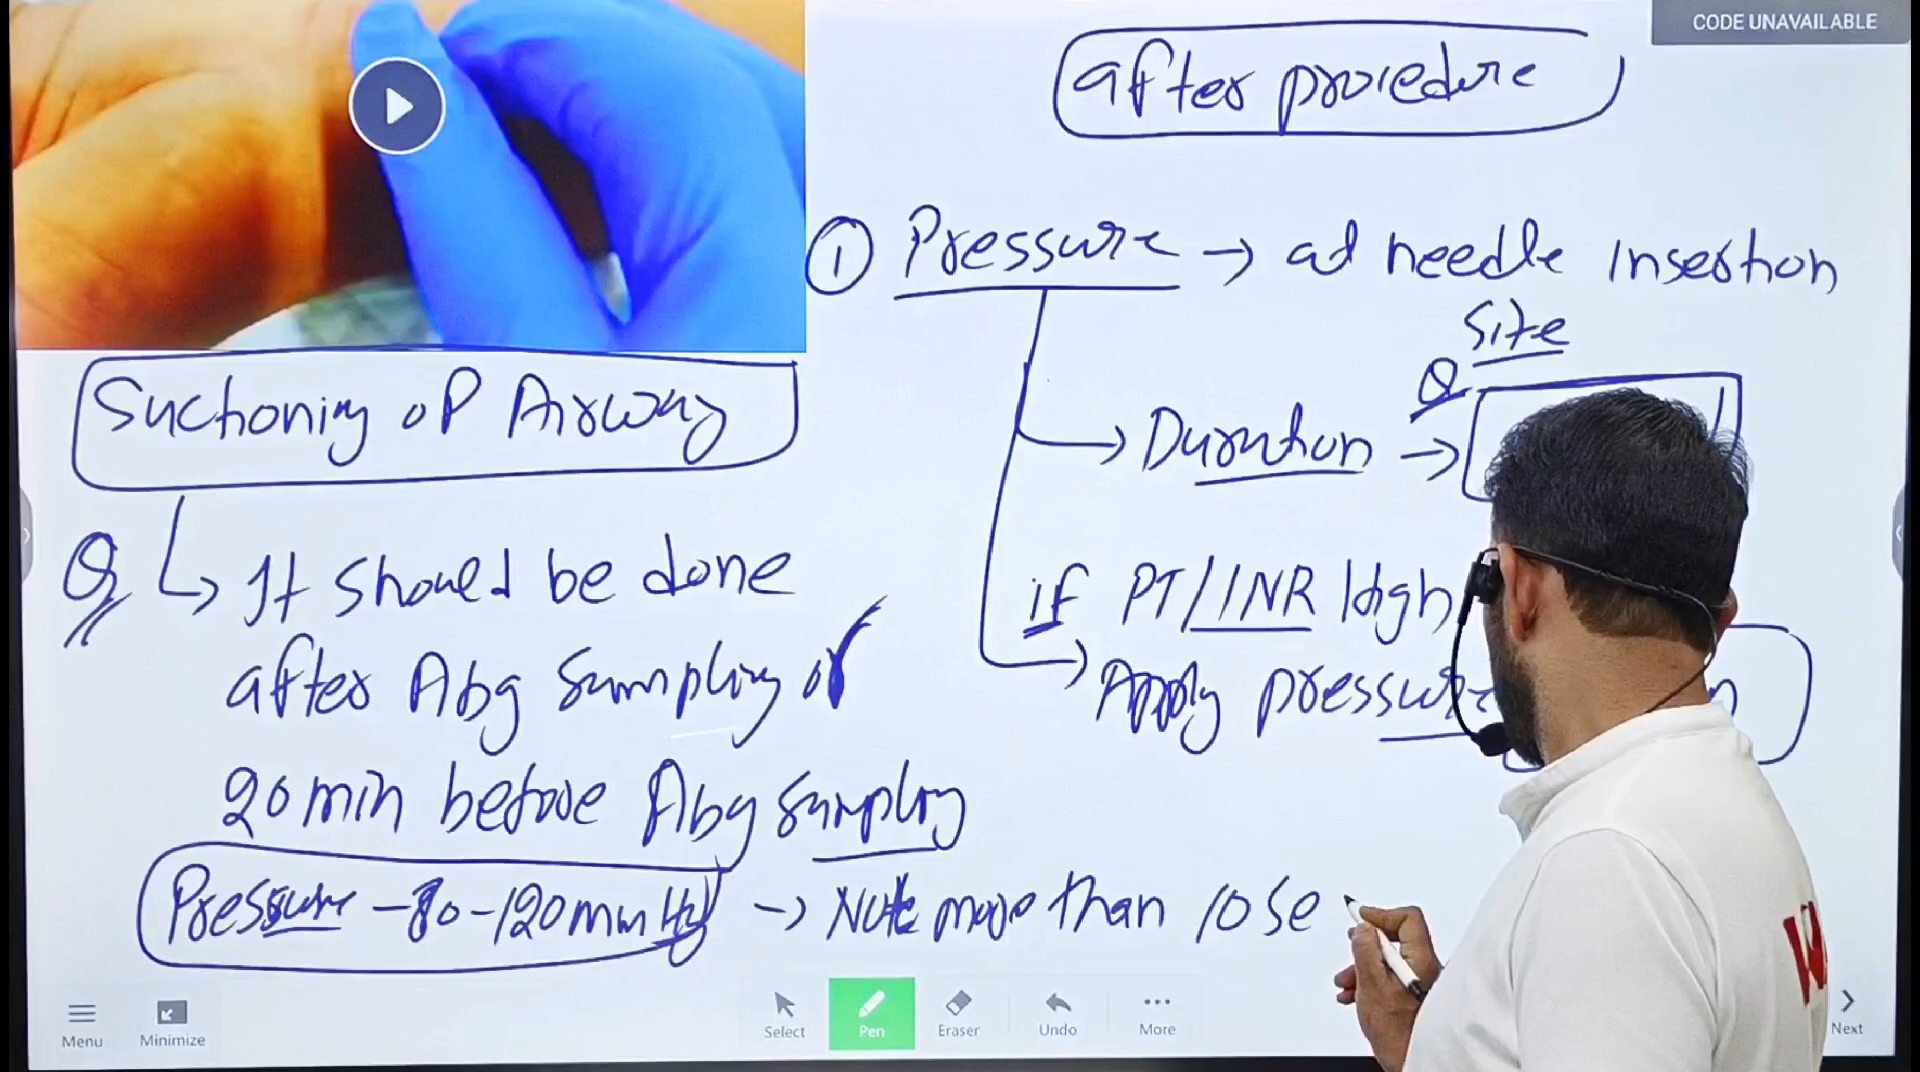 CODE UNAVAILABLE
after procedure
① Pressure → at needle insertion
site
Q
Duration →
if PT/INR High
Apply pressure
Suctioning of Airway
Q It should be done
after Abg sampling or
20 min before Abg sampling
Pressure - 80 - 120 mm Hg → Not more than 10 Se
Menu
Minimize
Select
Pen
Eraser
Undo
More
Next